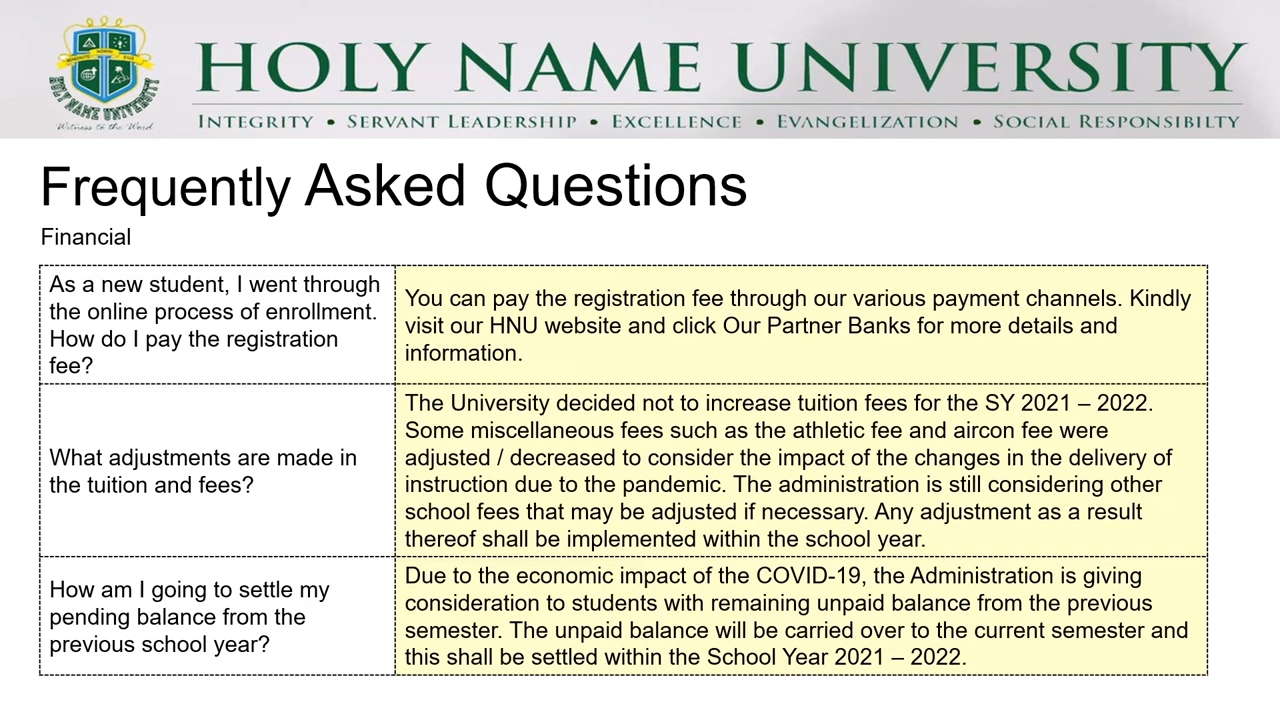 HOLY NAME UNIVERSITY
Witness to the Word
HOLY NAME UNIVERSITY
INTEGRITY • SERVANT LEADERSHIP • EXCELLENCE • EVANGELIZATION • SOCIAL RESPONSIBILTY
Frequently Asked Questions
Financial
As a new student, I went through
the online process of enrollment.
How do I pay the registration
fee?
You can pay the registration fee through our various payment channels. Kindly
visit our HNU website and click Our Partner Banks for more details and
information.
What adjustments are made in
the tuition and fees?
The University decided not to increase tuition fees for the SY 2021 – 2022.
Some miscellaneous fees such as the athletic fee and aircon fee were
adjusted / decreased to consider the impact of the changes in the delivery of
instruction due to the pandemic. The administration is still considering other
school fees that may be adjusted if necessary. Any adjustment as a result
thereof shall be implemented within the school year.
How am I going to settle my
pending balance from the
previous school year?
Due to the economic impact of the COVID-19, the Administration is giving
consideration to students with remaining unpaid balance from the previous
semester. The unpaid balance will be carried over to the current semester and
this shall be settled within the School Year 2021 – 2022.